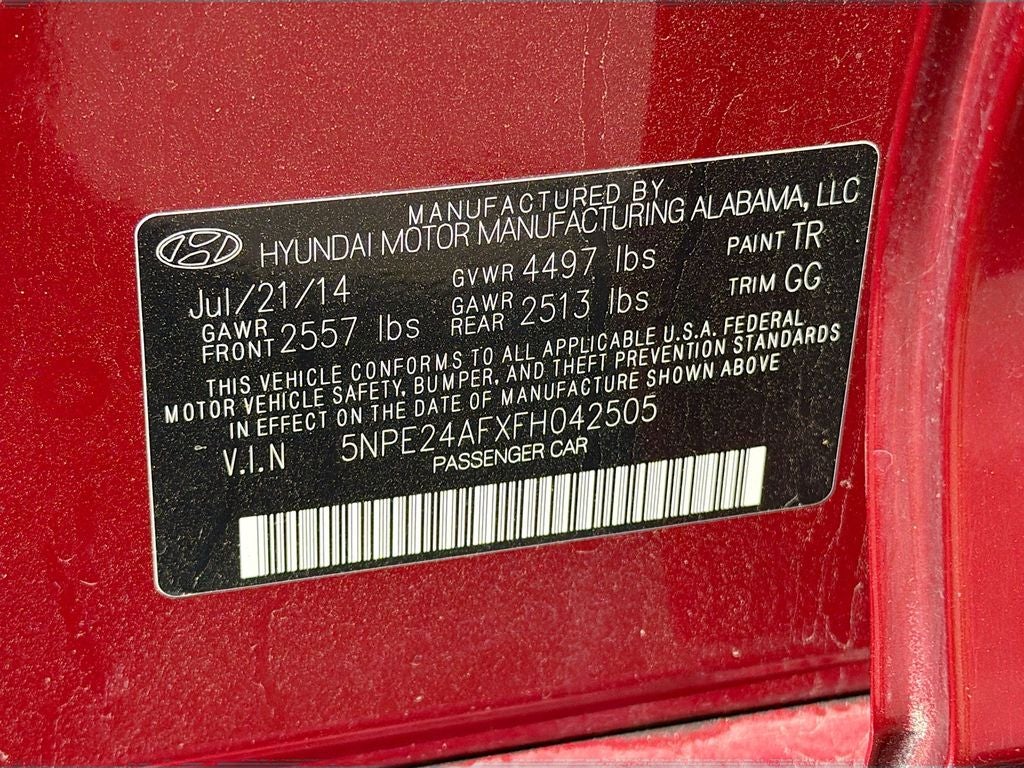 MANUFACTURED BY
HYUNDAI MOTOR MANUFACTURING ALABAMA, LLC
Jul/21/14 GVWR 4497 lbs PAINT TR
GAWR FRONT 2557 lbs GAWR REAR 2513 lbs TRIM GG
THIS VEHICLE CONFORMS TO ALL APPLICABLE U.S.A. FEDERAL
MOTOR VEHICLE SAFETY, BUMPER, AND THEFT PREVENTION STANDARDS
IN EFFECT ON THE DATE OF MANUFACTURE SHOWN ABOVE
V.I.N 5NPE24AFXFH042505
PASSENGER CAR